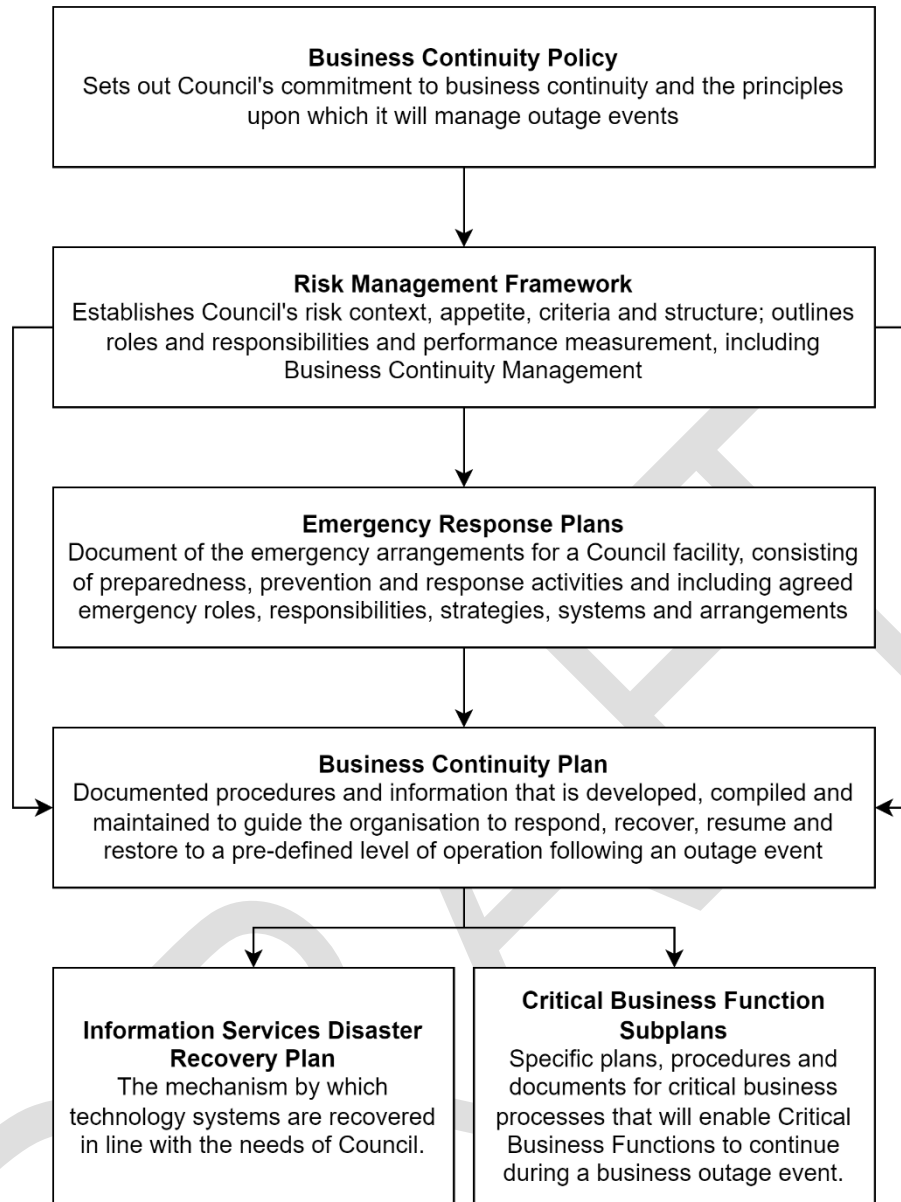 Business Continuity Policy
Sets out Council's commitment to business continuity and the principles
upon which it will manage outage events
Risk Management Framework
Establishes Council's risk context, appetite, criteria and structure; outlines
roles and responsibilities and performance measurement, including
Business Continuity Management
Emergency Response Plans
Document of the emergency arrangements for a Council facility, consisting
of preparedness, prevention and response activities and including agreed
emergency roles, responsibilities, strategies, systems and arrangements
Business Continuity Plan
Documented procedures and information that is developed, compiled and
maintained to guide the organisation to respond, recover, resume and
restore to a pre-defined level of operation following an outage event
Information Services Disaster
Recovery Plan
The mechanism by which
technology systems are recovered
in line with the needs of Council.
Critical Business Function
Subplans
Specific plans, procedures and
documents for critical business
processes that will enable Critical
Business Functions to continue
during a business outage event.